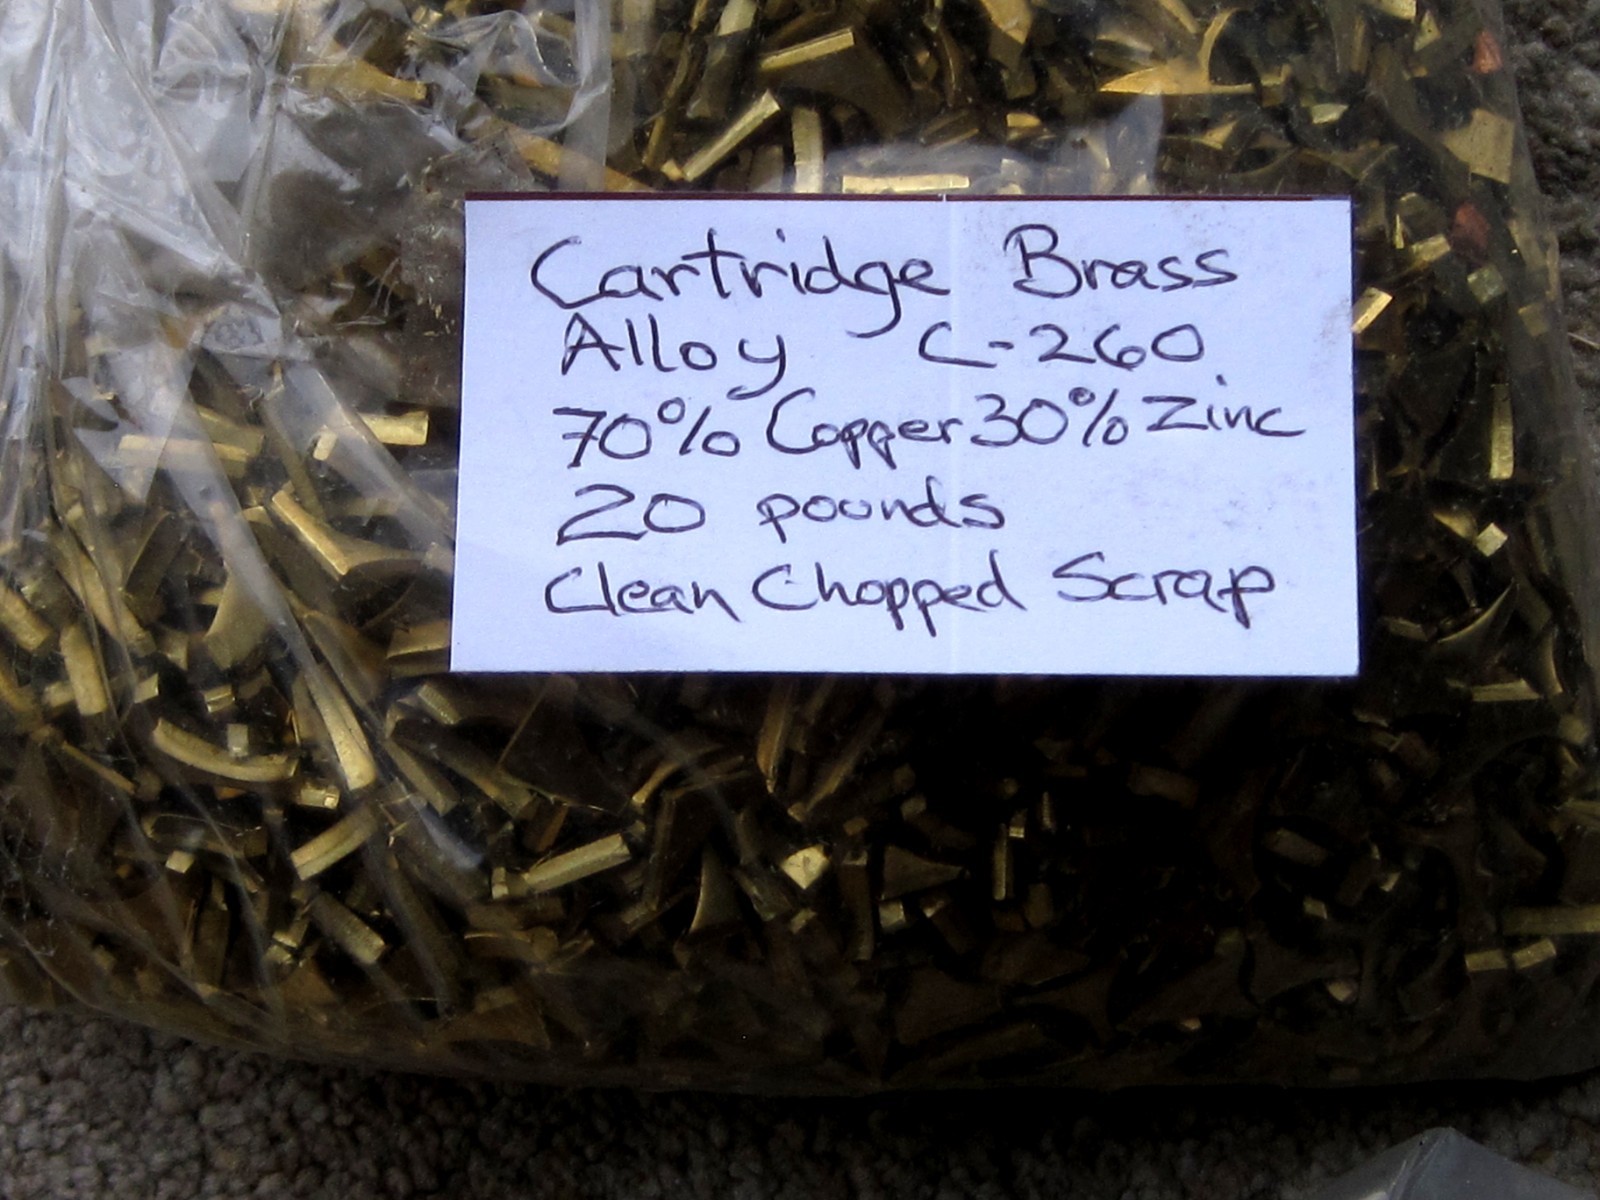 Cartridge Brass
Alloy C-260
70% Copper 30% Zinc
20 pounds
Clean Chopped Scrap